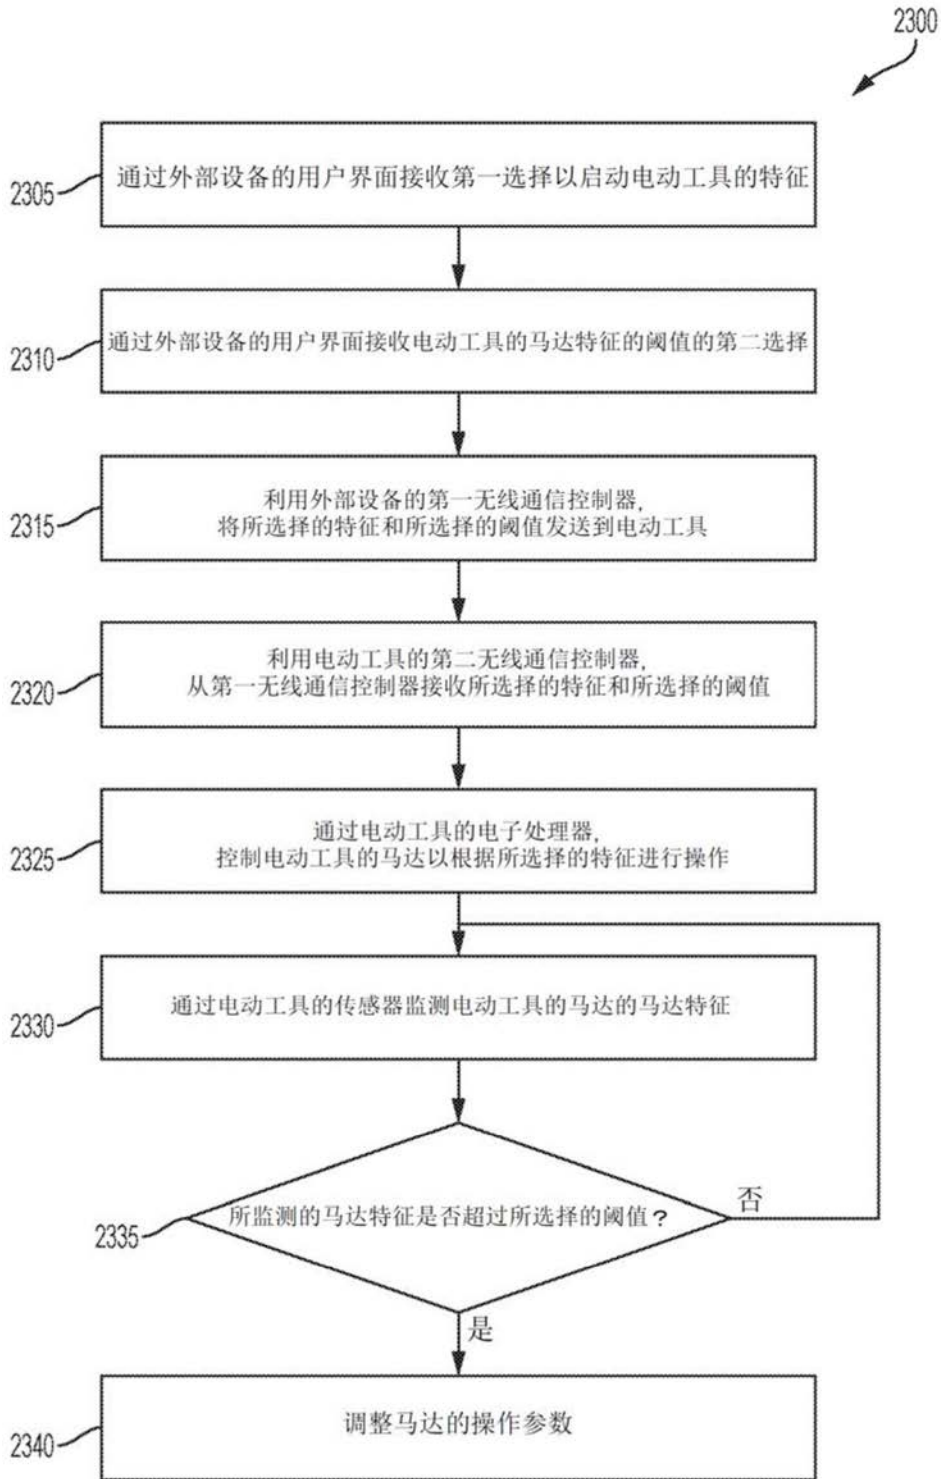 2300
2305
通过外部设备的用户界面接收第一选择以启动电动工具的特征
2310
通过外部设备的用户界面接收电动工具的马达特征的阈值的第二选择
2315
利用外部设备的第一无线通信控制器,
将所选择的特征和所选择的阈值发送到电动工具
2320
利用电动工具的第二无线通信控制器,
从第一无线通信控制器接收所选择的特征和所选择的阈值
2325
通过电动工具的电子处理器,
控制电动工具的马达以根据所选择的特征进行操作
2330
通过电动工具的传感器监测电动工具的马达的马达特征
2335
所监测的马达特征是否超过所选择的阈值?
否
是
2340
调整马达的操作参数